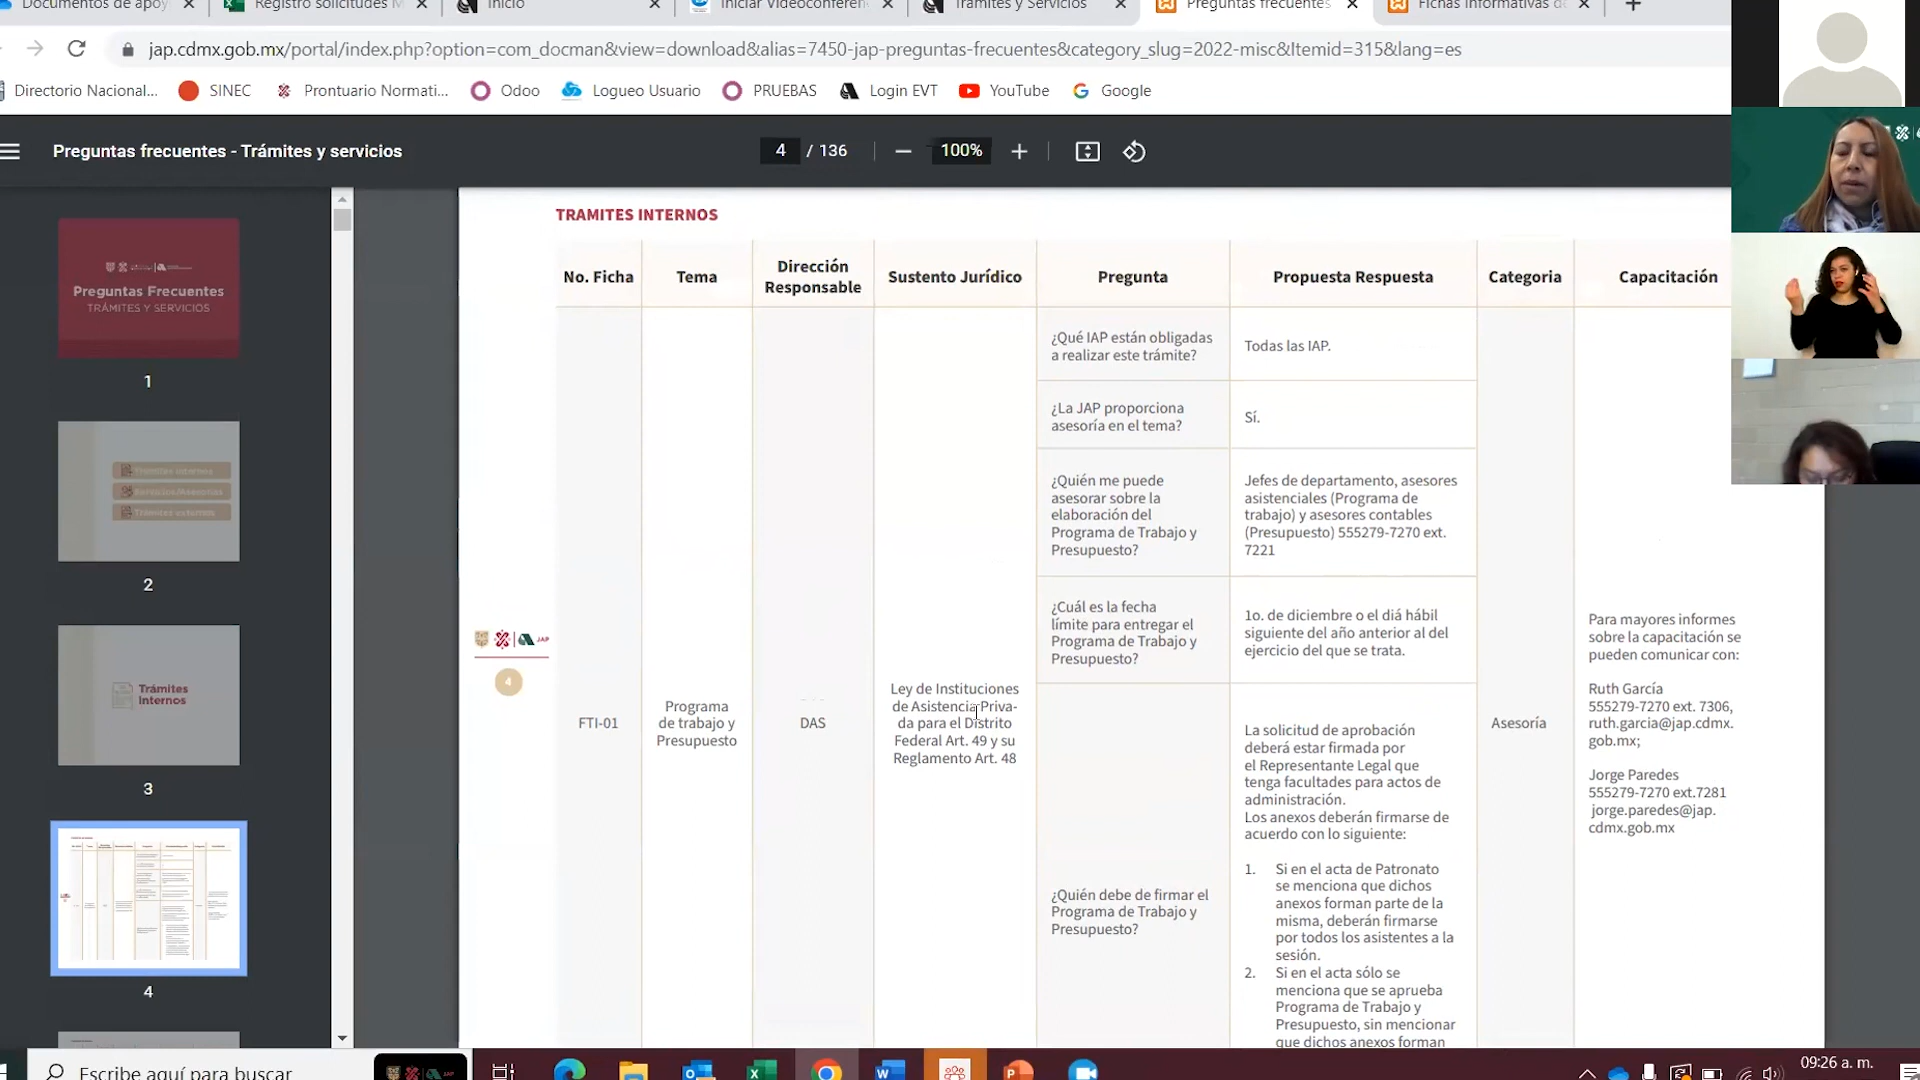 Documentos de apoy
Registro solicitudes M
Inicio
Iniciar Videoconferen
Trámites y Servicios
Preguntas frecuentes
Fichas Informativas de
jap.cdmx.gob.mx/portal/index.php?option=com_docman&view=download&alias=7450-jap-preguntas-frecuentes&category_slug=2022-misc&Itemid=315&lang=es
Directorio Nacional...
SINEC
Prontuario Normati...
Odoo
Logueo Usuario
PRUEBAS
Login EVT
YouTube
Google
Preguntas frecuentes - Trámites y servicios
4 / 136
100%
Preguntas Frecuentes
TRÁMITES Y SERVICIOS
1
Trámites internos
Trámites externos
2
Trámites
Internos
3
4
TRAMITES INTERNOS
No. Ficha
Tema
Dirección
Responsable
Sustento Jurídico
Pregunta
Propuesta Respuesta
Categoria
Capacitación
JAP
4
FTI-01
Programa
de trabajo y
Presupuesto
DAS
Ley de Instituciones
de Asistencia Priva-
da para el Distrito
Federal Art. 49 y su
Reglamento Art. 48
¿Qué IAP están obligadas
a realizar este trámite?
Todas las IAP.
¿La JAP proporciona
asesoría en el tema?
Sí.
¿Quién me puede
asesorar sobre la
elaboración del
Programa de Trabajo y
Presupuesto?
Jefes de departamento, asesores
asistenciales (Programa de
trabajo) y asesores contables
(Presupuesto) 555279-7270 ext.
7221
¿Cuál es la fecha
límite para entregar el
Programa de Trabajo y
Presupuesto?
1o. de diciembre o el diá hábil
siguiente del año anterior al del
ejercicio del que se trata.
¿Quién debe de firmar el
Programa de Trabajo y
Presupuesto?
La solicitud de aprobación
deberá estar firmada por
el Representante Legal que
tenga facultades para actos de
administración.
Los anexos deberán firmarse de
acuerdo con lo siguiente:
1. Si en el acta de Patronato
se menciona que dichos
anexos forman parte de la
misma, deberán firmarse
por todos los asistentes a la
sesión.
2. Si en el acta sólo se
menciona que se aprueba
Programa de Trabajo y
Presupuesto, sin mencionar
que dichos anexos forman
Asesoría
Para mayores informes
sobre la capacitación se
pueden comunicar con:
Ruth García
555279-7270 ext. 7306,
ruth.garcia@jap.cdmx.
gob.mx;
Jorge Paredes
555279-7270 ext.7281
jorge.paredes@jap.
cdmx.gob.mx
Escribe aquí para buscar
09:26 a. m.